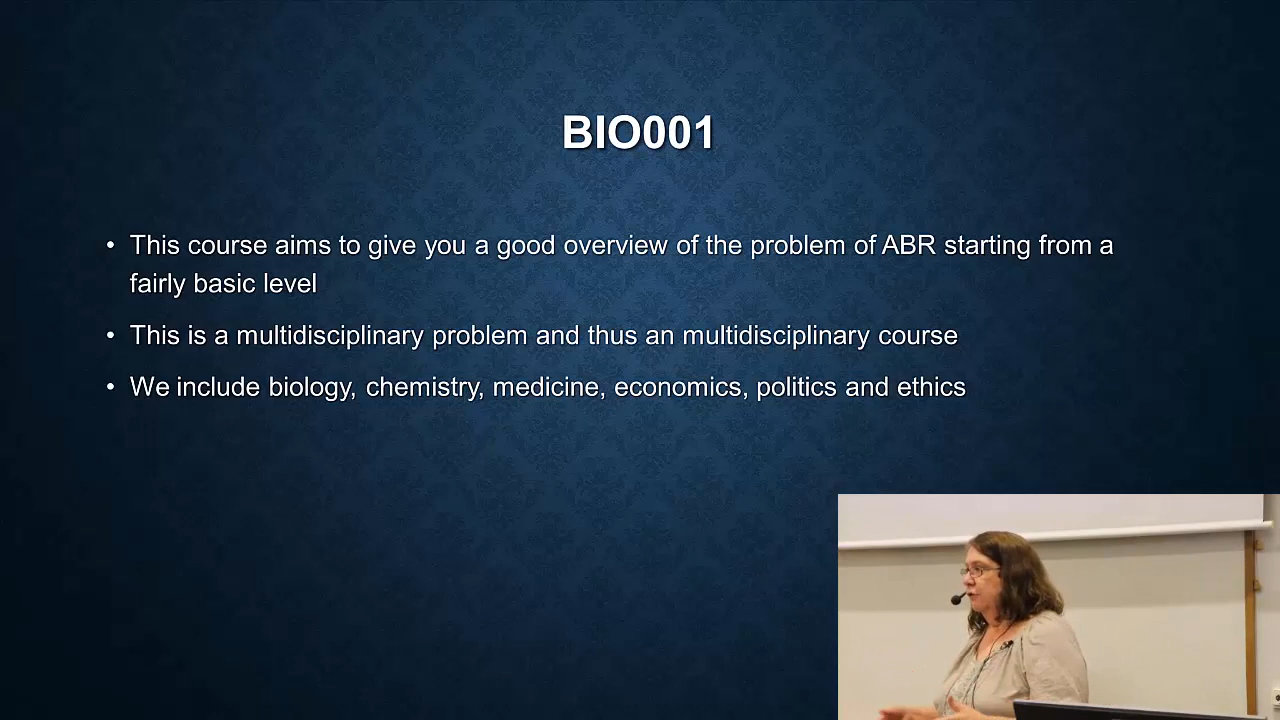 BIO001
• This course aims to give you a good overview of the problem of ABR starting from a
fairly basic level
• This is a multidisciplinary problem and thus an multidisciplinary course
• We include biology, chemistry, medicine, economics, politics and ethics